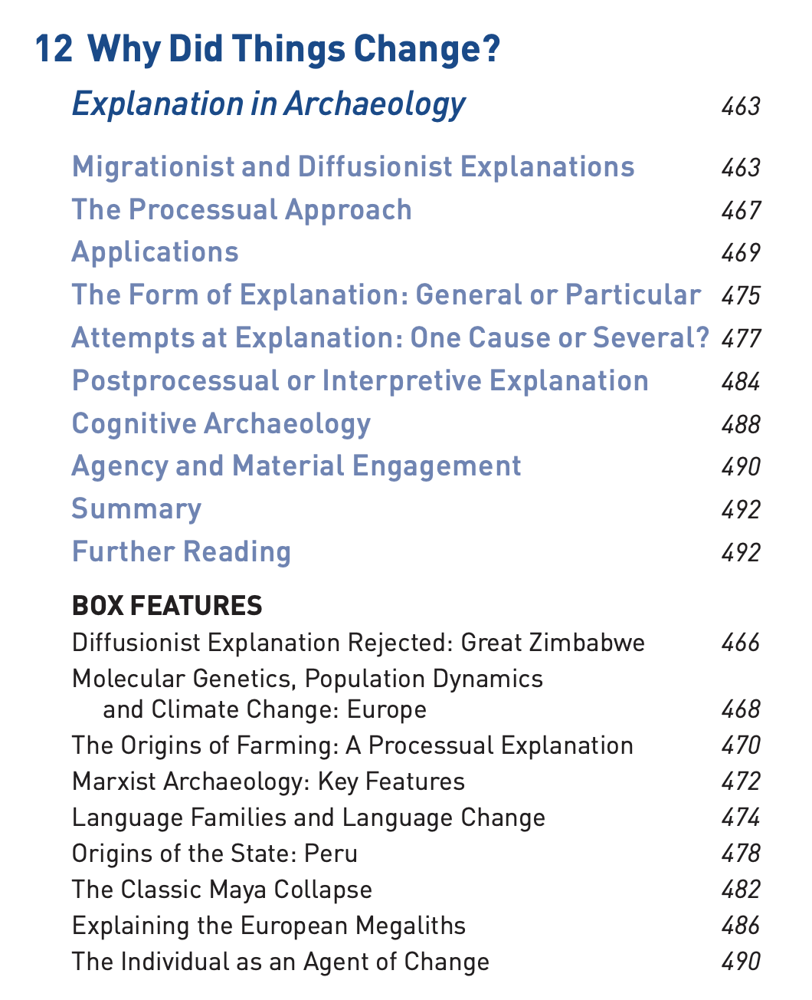 12 Why Did Things Change?
Explanation in Archaeology 463
Migrationist and Diffusionist Explanations 463
The Processual Approach 467
Applications 469
The Form of Explanation: General or Particular 475
Attempts at Explanation: One Cause or Several? 477
Postprocessual or Interpretive Explanation 484
Cognitive Archaeology 488
Agency and Material Engagement 490
Summary 492
Further Reading 492
BOX FEATURES
Diffusionist Explanation Rejected: Great Zimbabwe 466
Molecular Genetics, Population Dynamics
and Climate Change: Europe 468
The Origins of Farming: A Processual Explanation 470
Marxist Archaeology: Key Features 472
Language Families and Language Change 474
Origins of the State: Peru 478
The Classic Maya Collapse 482
Explaining the European Megaliths 486
The Individual as an Agent of Change 490